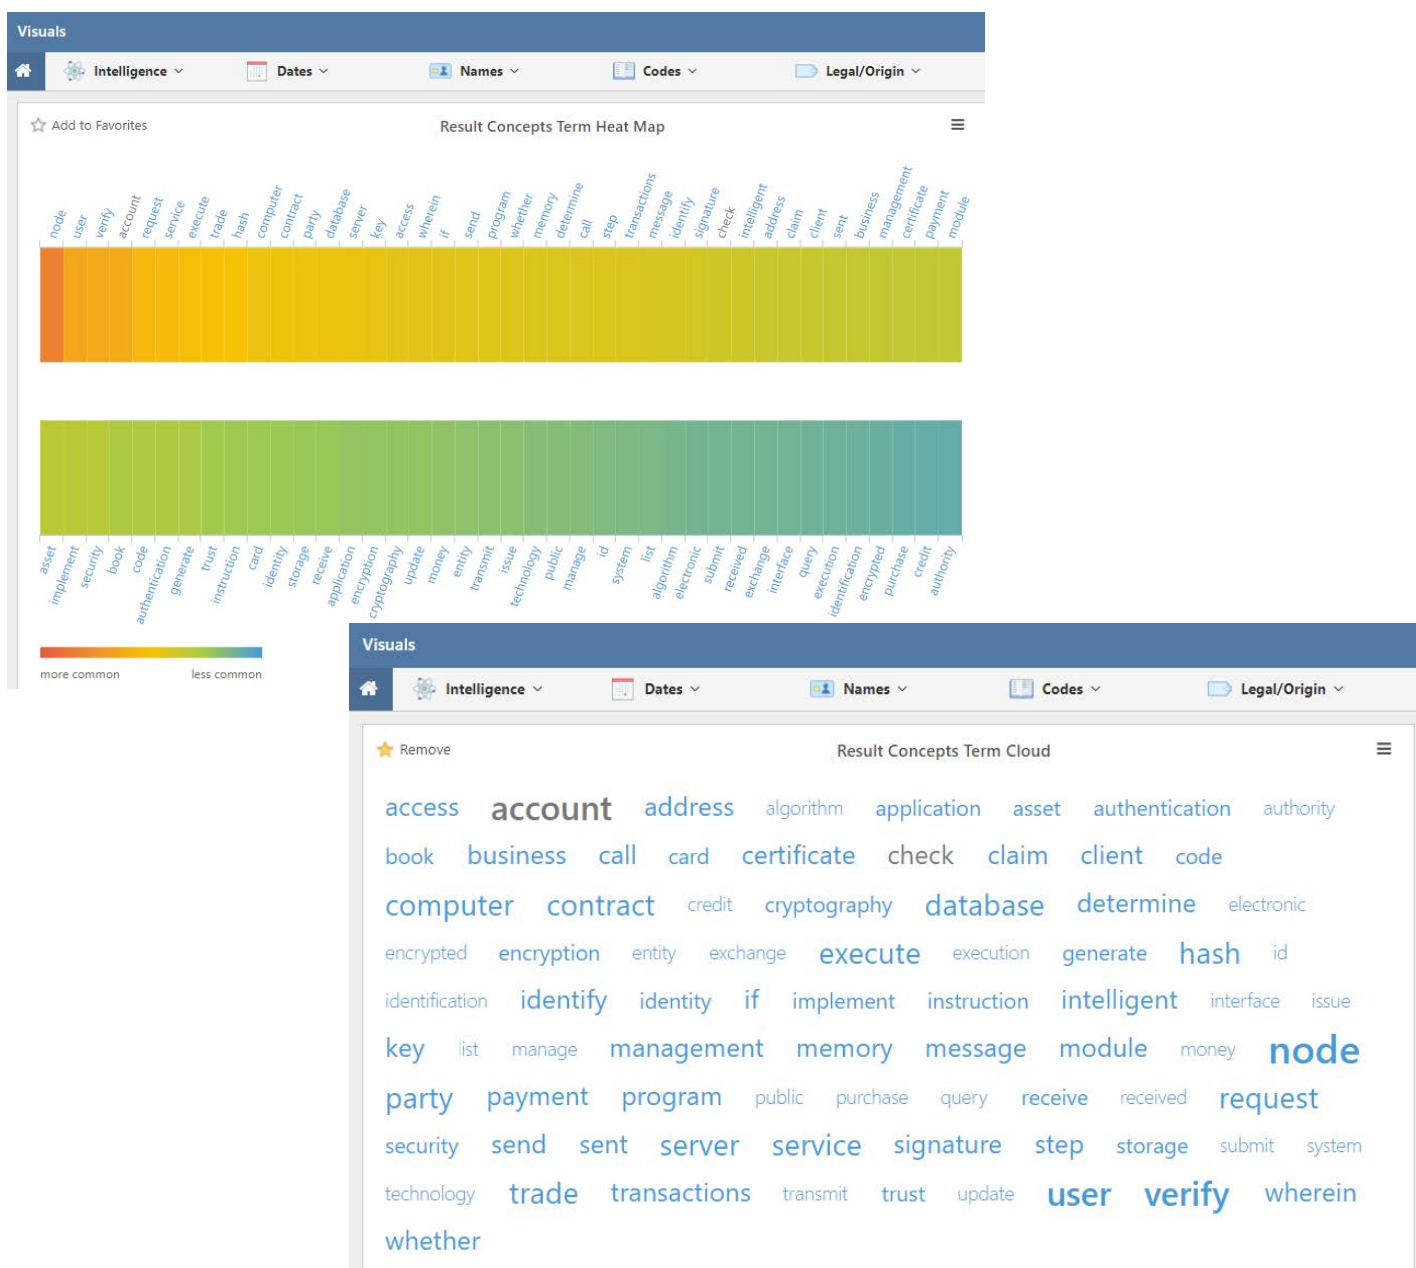 Visuals
Intelligence Dates Names Codes Legal/Origin
Add to Favorites Result Concepts Term Heat Map
node user verify account request service execute trade hash computer contract party database server key access wherein if send program whether memory determine call step transactions message identify signature check intelligent address claim client sent business management certificate payment module
asset implement security book code authentication generate trust instruction card identity storage receive application encryption cryptography update money entity transmit issue technology public manage id system list algorithm electronic submit received exchange interface query execution identification encrypted purchase credit authority
more common less common
Visuals
Intelligence Dates Names Codes Legal/Origin
Remove Result Concepts Term Cloud
access account address algorithm application asset authentication authority
book business call card certificate check claim client code
computer contract credit cryptography database determine electronic
encrypted encryption entity exchange execute execution generate hash id
identification identify identity if implement instruction intelligent interface issue
key list manage management memory message module money node
party payment program public purchase query receive received request
security send sent server service signature step storage submit system
technology trade transactions transmit trust update user verify wherein
whether